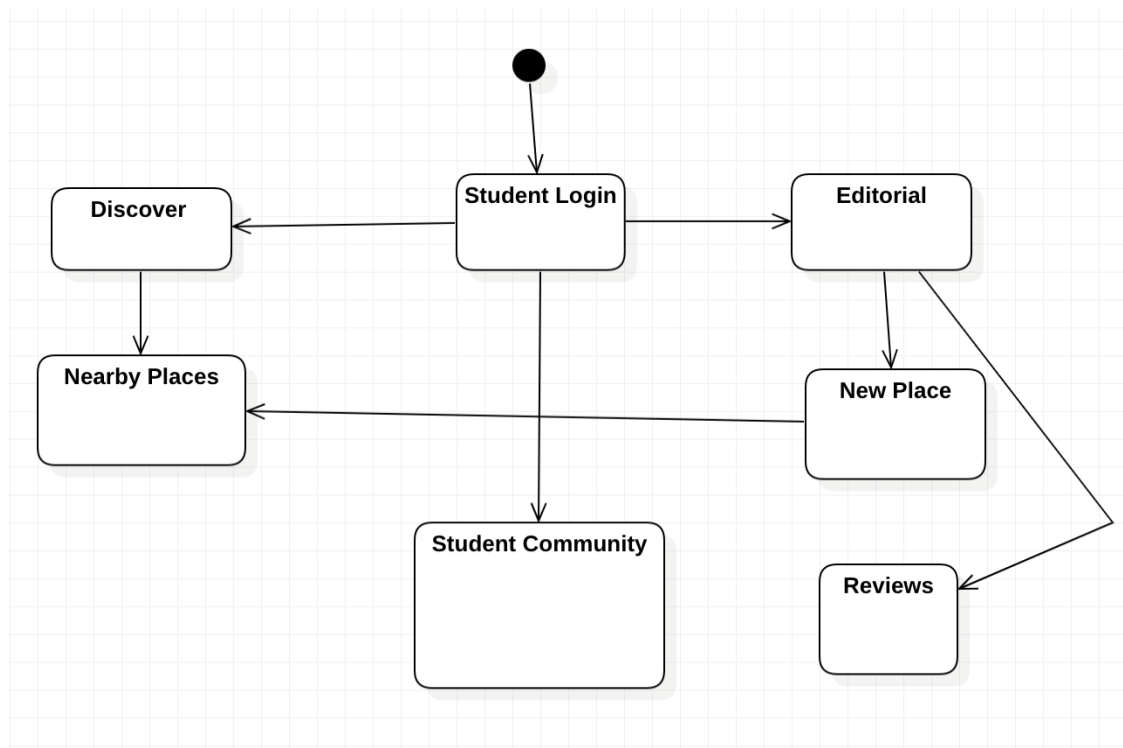 Student Login
Discover
Editorial
Nearby Places
New Place
Student Community
Reviews